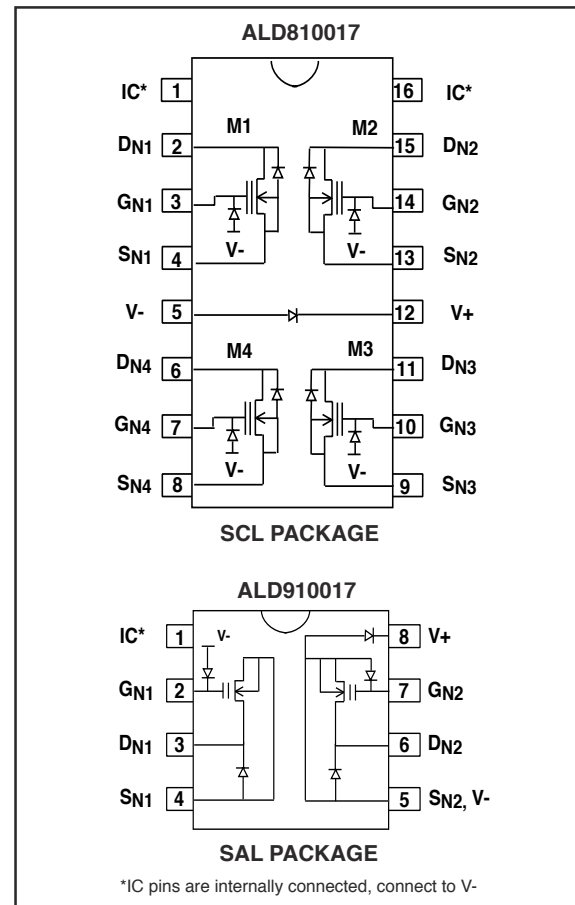 ALD810017
IC* 1 16 IC*
M1 M2
DN1 2 15 DN2
GN1 3 14 GN2
V- V-
SN1 4 13 SN2
V- 5 12 V+
M4 M3
DN4 6 11 DN3
GN4 7 10 GN3
V- V-
SN4 8 9 SN3
SCL PACKAGE
ALD910017
IC* 1 V- 8 V+
GN1 2 7 GN2
DN1 3 6 DN2
SN1 4 5 SN2, V-
SAL PACKAGE
*IC pins are internally connected, connect to V-